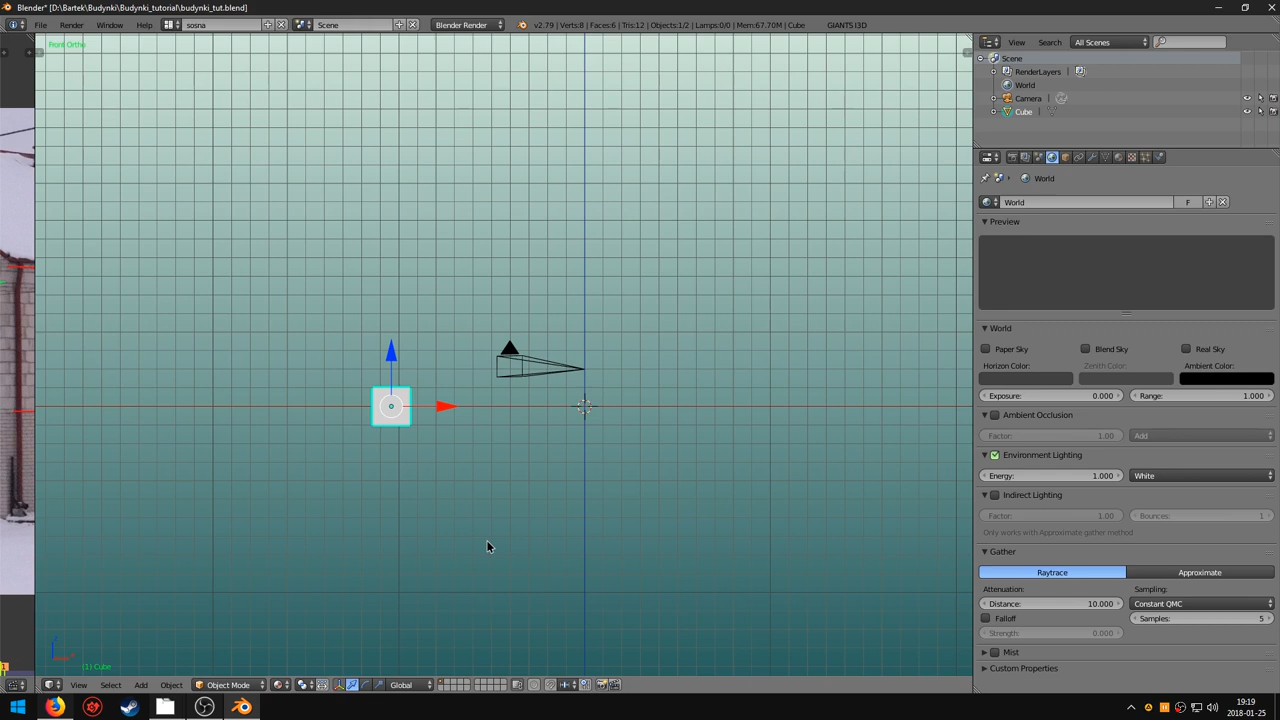 Blender* [D:\Bartek\Budynki\Budynki_tutorial\budynki_tut.blend]
File Render Window Help sosna Scene Blender Render v2.79 | Verts:8 | Faces:6 | Tris:12 | Objects:1/2 | Lamps:0/0 | Mem:67.70M | Cube GIANTS I3D
View Search All Scenes
Front Ortho
Scene
RenderLayers
World
Camera
Cube
World
World F
Preview
World
Paper Sky Blend Sky Real Sky
Horizon Color: Zenith Color: Ambient Color:
Exposure: 0.000 Range: 1.000
Ambient Occlusion
Factor: 1.00 Add
Environment Lighting
Energy: 1.000 White
Indirect Lighting
Factor: 1.00 Bounces: 1
Only works with Approximate gather method
Gather
Raytrace Approximate
Attenuation: Sampling:
Distance: 10.000 Constant QMC
Falloff Samples: 5
Strength: 0.000
Mist
Custom Properties
(1) Cube
View Select Add Object Object Mode Global
19:19
2018-01-25